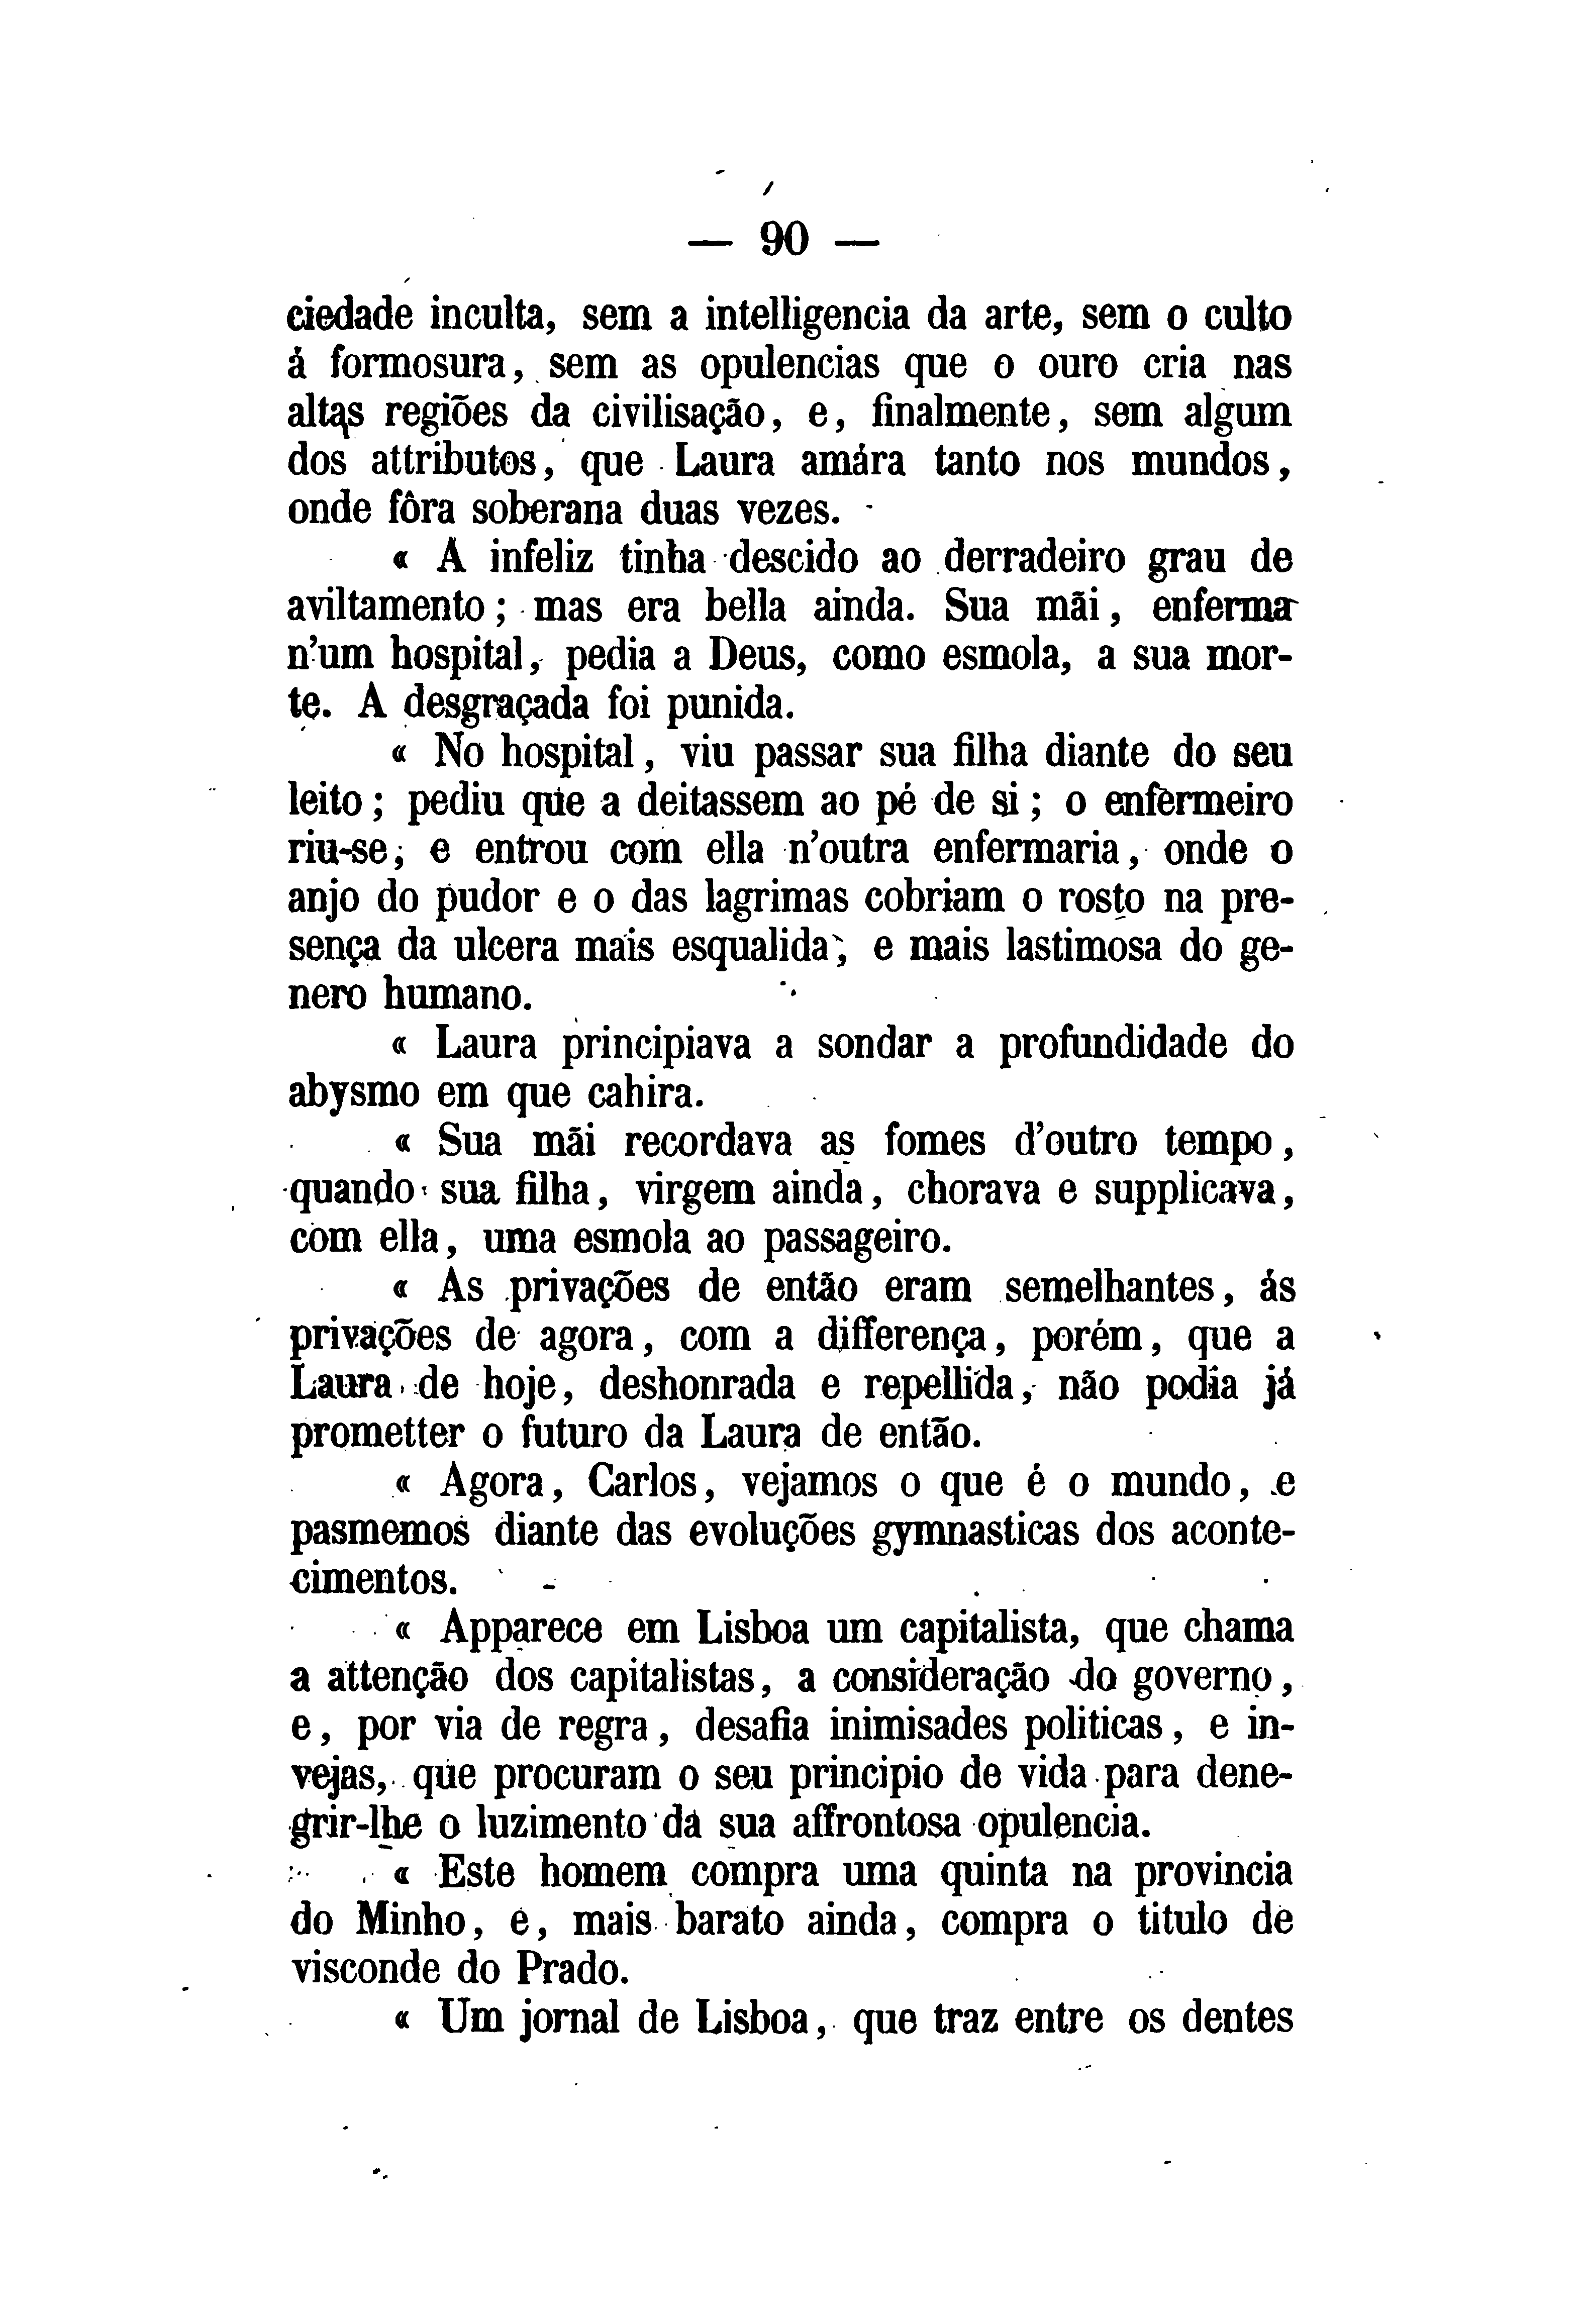 — 90 —
ciedade inculta, sem a intelligencia da arte, sem o culto
á formosura, sem as opulencias que o ouro cria nas
altas regiões da civilisação, e, finalmente, sem algum
dos attributos, que Laura amára tanto nos mundos,
onde fôra soberana duas vezes.
« A infeliz tinha descido ao derradeiro grau de
aviltamento; mas era bella ainda. Sua mãi, enferma
n'um hospital, pedia a Deus, como esmola, a sua mor-
te. A desgraçada foi punida.
« No hospital, viu passar sua filha diante do seu
leito; pediu que a deitassem ao pé de si; o enfermeiro
riu-se, e entrou com ella n'outra enfermaria, onde o
anjo do pudor e o das lagrimas cobriam o rosto na pre-
sença da ulcera mais esqualida, e mais lastimosa do ge-
nero humano.
« Laura principiava a sondar a profundidade do
abysmo em que cahira.
« Sua mãi recordava as fomes d'outro tempo,
quando sua filha, virgem ainda, chorava e supplicava,
com ella, uma esmola ao passageiro.
« As privações de então eram semelhantes, ás
privações de agora, com a differença, porém, que a
Laura de hoje, deshonrada e repellida, não podia já
prometter o futuro da Laura de então.
« Agora, Carlos, vejamos o que é o mundo, e
pasmemos diante das evoluções gymnasticas dos aconte-
cimentos.
« Apparece em Lisboa um capitalista, que chama
a attenção dos capitalistas, a consideração do governo,
e, por via de regra, desafia inimisades politicas, e in-
vejas, que procuram o seu principio de vida para dene-
grir-lhe o luzimento da sua affrontosa opulencia.
« Este homem compra uma quinta na provincia
do Minho, e, mais barato ainda, compra o titulo de
visconde do Prado.
« Um jornal de Lisboa, que traz entre os dentes